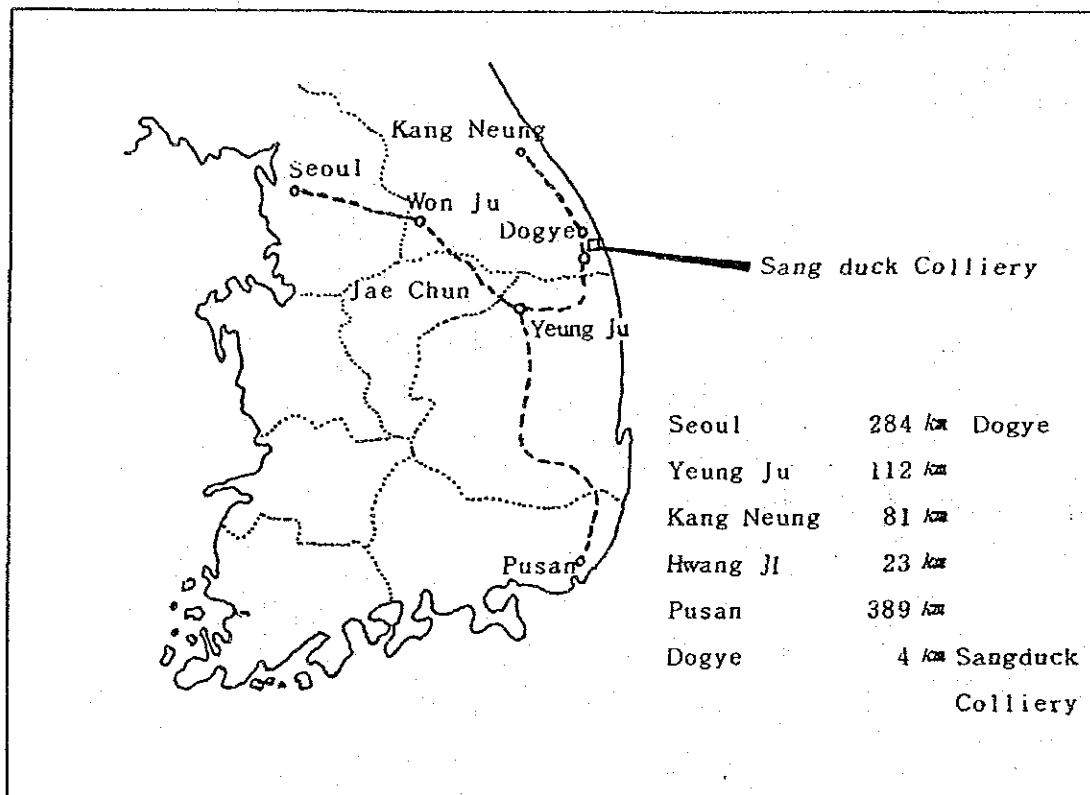 Kang Neung
Seoul
Won Ju
Dogye
Sang duck Colliery
Jae Chun
Yeung Ju
Pusan
Seoul 284 km Dogye
Yeung Ju 112 km
Kang Neung 81 km
Hwang JI 23 km
Pusan 389 km
Dogye 4 km Sangduck
Colliery